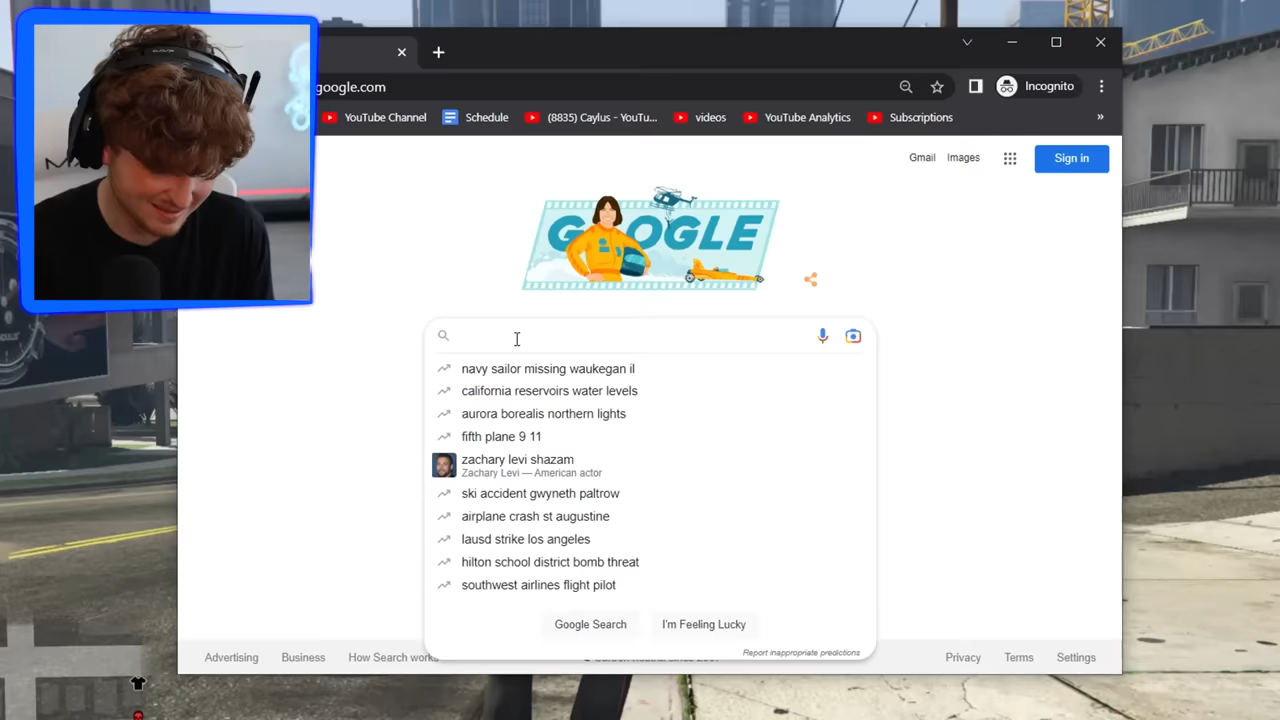 google.com
Incognito
YouTube Channel
Schedule
(8835) Caylus - YouTu...
videos
YouTube Analytics
Subscriptions
»
Gmail
Images
Sign in
GOOGLE
navy sailor missing waukegan il
california reservoirs water levels
aurora borealis northern lights
fifth plane 9 11
zachary levi shazam
Zachary Levi — American actor
ski accident gwyneth paltrow
airplane crash st augustine
lausd strike los angeles
hilton school district bomb threat
southwest airlines flight pilot
Google Search
I'm Feeling Lucky
Report inappropriate predictions
Advertising
Business
How Search works
Privacy
Terms
Settings